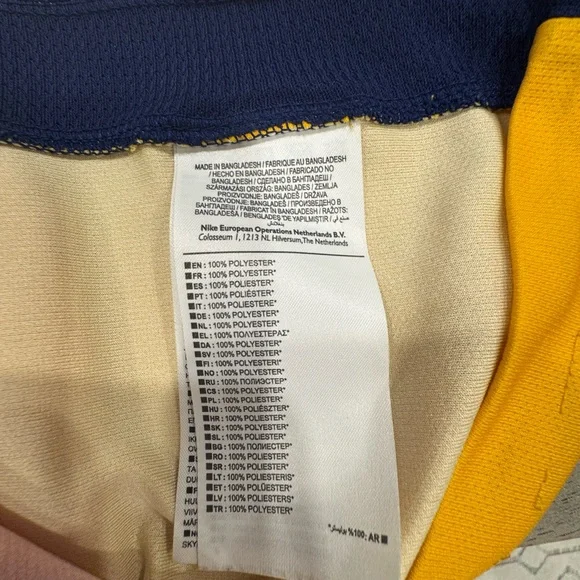 MADE IN BANGLADESH / FABRIQUE AU BANGLADESH
/ HECHO EN BANGLADESH / FABRICADO NO
BANGLADESH / СДЕЛАНО В БАНГЛАДЕШ /
SZÁRMAZÁSI ORSZÁG: BANGLADES / ZEMLJA
PROIZVODNJE: BANGLADEŠ / DRŽAVA
PROIZVODNJE: BANGLADEŠ / ПРОИЗВЕДЕНО В
БАНГЛАДЕШ / FABRICAT ÎN BANGLADESH / RAŽOTS:
BANGLADEŠA / BENGLADEŞ'DE YAPILMIŞTIR / صنع في
بنغلاديش
Nike European Operations Netherlands B.V.
Colosseum 1, 1213 NL Hilversum, The Netherlands
EN : 100% POLYESTER*
FR : 100% POLYESTER*
ES : 100% POLIÉSTER*
PT : 100% POLIÉSTER*
IT : 100% POLIESTERE*
DE : 100% POLYESTER*
NL : 100% POLYESTER*
EL : 100% ΠΟΛΥΕΣΤΕΡΑΣ*
DA : 100% POLYESTER*
SV : 100% POLYESTER*
FI : 100% POLYESTERI*
NO : 100% POLYESTER*
RU : 100% ПОЛИЭСТЕР*
CS : 100% POLYESTER*
PL : 100% POLIESTER*
HU : 100% POLIÉSZTER*
HR : 100% POLIESTER*
SK : 100% POLYESTER*
SL : 100% POLIESTER*
BG : 100% ПОЛИЕСТЕР*
RO : 100% POLIESTER*
SR : 100% POLIESTER*
LT : 100% POLIESTERIS*
ET : 100% POLÜESTER*
LV : 100% POLIESTERS*
TR : 100% POLYESTER*
AR : %100 بوليستر*